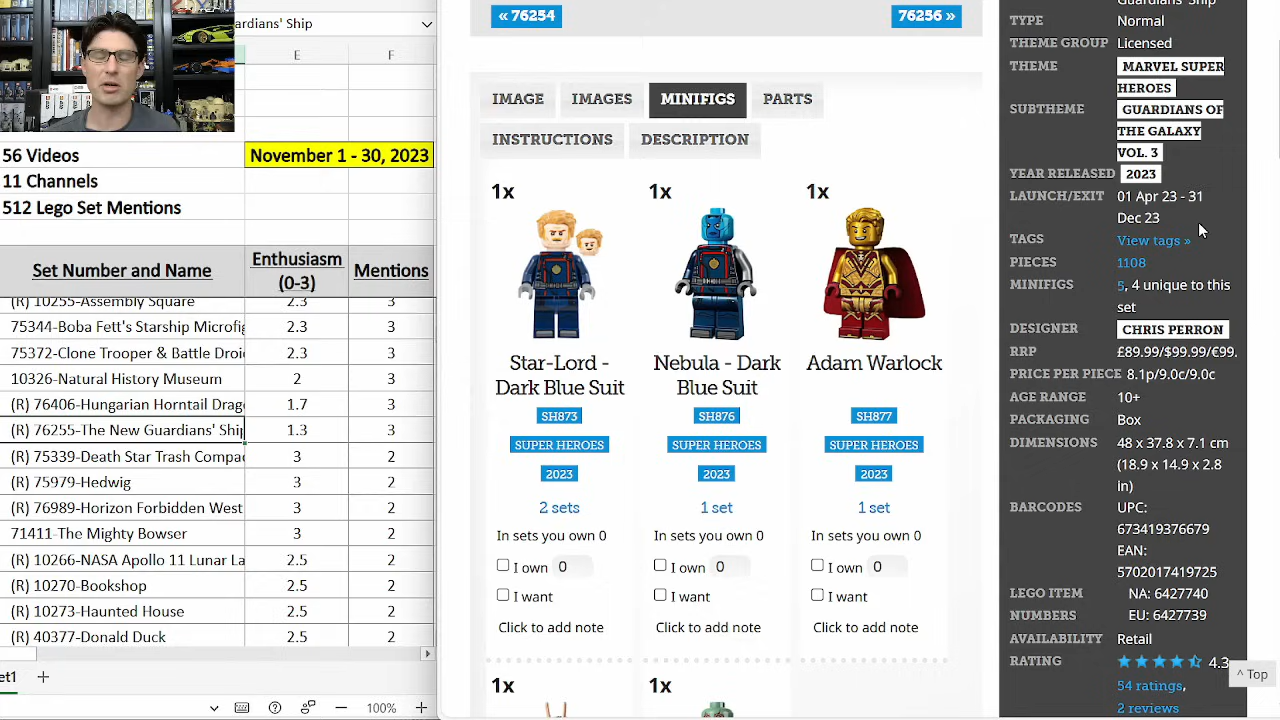 ardians' Ship
E
F
56 Videos
November 1 - 30, 2023
11 Channels
512 Lego Set Mentions
Set Number and Name
Enthusiasm
(0-3)
Mentions
(R) 10255-Assembly Square 2.3 3
75344-Boba Fett's Starship Microfig 2.3 3
75372-Clone Trooper & Battle Droi 2.3 3
10326-Natural History Museum 2 3
(R) 76406-Hungarian Horntail Drag 1.7 3
(R) 76255-The New Guardians' Ship 1.3 3
(R) 75339-Death Star Trash Compac 3 2
75979-Hedwig 3 2
(R) 76989-Horizon Forbidden West 3 2
71411-The Mighty Bowser 3 2
(R) 10266-NASA Apollo 11 Lunar La 2.5 2
(R) 10270-Bookshop 2.5 2
(R) 10273-Haunted House 2.5 2
(R) 40377-Donald Duck 2.5 2
et1 +
100%
« 76254
76256 »
IMAGE IMAGES MINIFIGS PARTS
INSTRUCTIONS DESCRIPTION
1x 1x 1x
Star-Lord -
Dark Blue Suit
SH873
SUPER HEROES
2023
2 sets
In sets you own 0
I own 0
I want
Click to add note
Nebula - Dark
Blue Suit
SH876
SUPER HEROES
2023
1 set
In sets you own 0
I own 0
I want
Click to add note
Adam Warlock
SH877
SUPER HEROES
2023
1 set
In sets you own 0
I own 0
I want
Click to add note
1x 1x
Guardians' Ship
TYPE Normal
THEME GROUP Licensed
THEME MARVEL SUPER
HEROES
SUBTHEME GUARDIANS OF
THE GALAXY
VOL. 3
YEAR RELEASED 2023
LAUNCH/EXIT 01 Apr 23 - 31
Dec 23
TAGS View tags »
PIECES 1108
MINIFIGS 5, 4 unique to this
set
DESIGNER CHRIS PERRON
RRP £89.99/$99.99/€99.
PRICE PER PIECE 8.1p/9.0c/9.0c
AGE RANGE 10+
PACKAGING Box
DIMENSIONS 48 x 37.8 x 7.1 cm
(18.9 x 14.9 x 2.8
in)
BARCODES UPC:
673419376679
EAN:
5702017419725
LEGO ITEM NUMBERS NA: 6427740
EU: 6427739
AVAILABILITY Retail
RATING 4.3
54 ratings,
2 reviews
^ Top